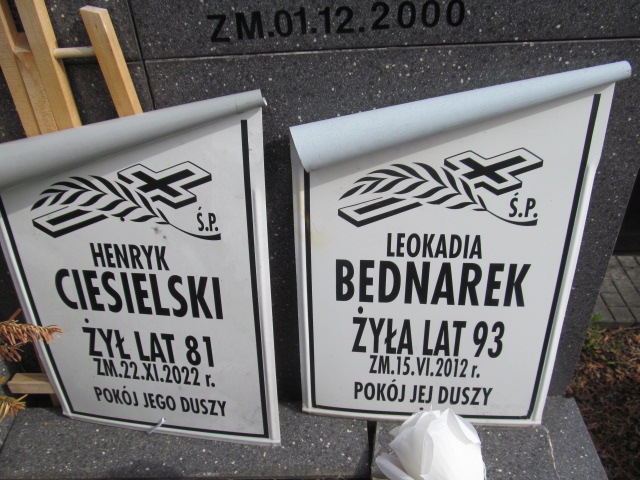 ZM.01.12.2000
Ś.P.
HENRYK
CIESIELSKI
ŻYŁ LAT 81
ZM.22.XI.2022 r.
POKÓJ JEGO DUSZY
Ś.P.
LEOKADIA
BEDNAREK
ŻYŁA LAT 93
ZM.15.VI.2012 r.
POKÓJ JEJ DUSZY